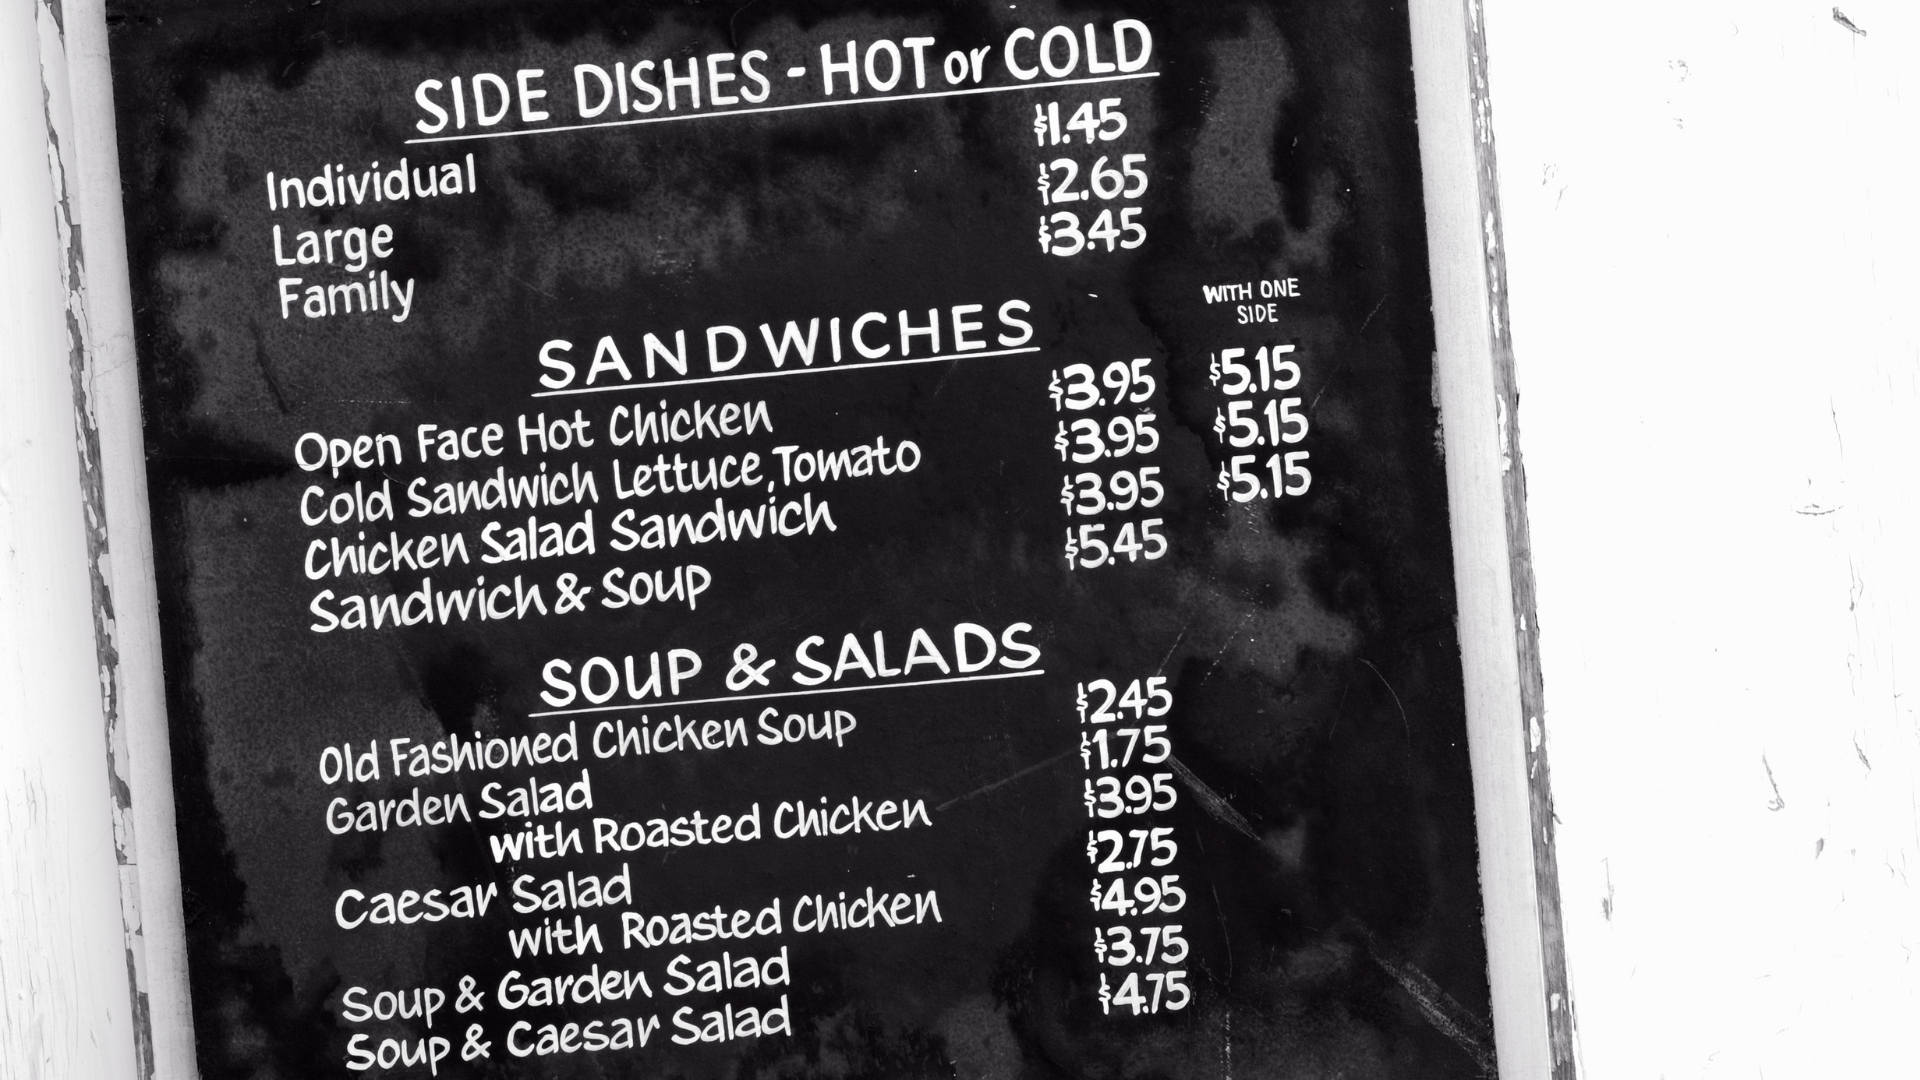 SIDE DISHES - HOT or COLD
Individual $1.45
Large $2.65
Family $3.45
WITH ONE
SIDE
SANDWICHES
Open Face Hot Chicken $3.95 $5.15
Cold Sandwich Lettuce, Tomato $3.95 $5.15
Chicken Salad Sandwich $3.95 $5.15
Sandwich & Soup $5.45
SOUP & SALADS
Old Fashioned Chicken Soup $2.45
Garden Salad $1.75
with Roasted Chicken $3.95
Caesar Salad $2.75
with Roasted Chicken $4.95
Soup & Garden Salad $3.75
Soup & Caesar Salad $4.75